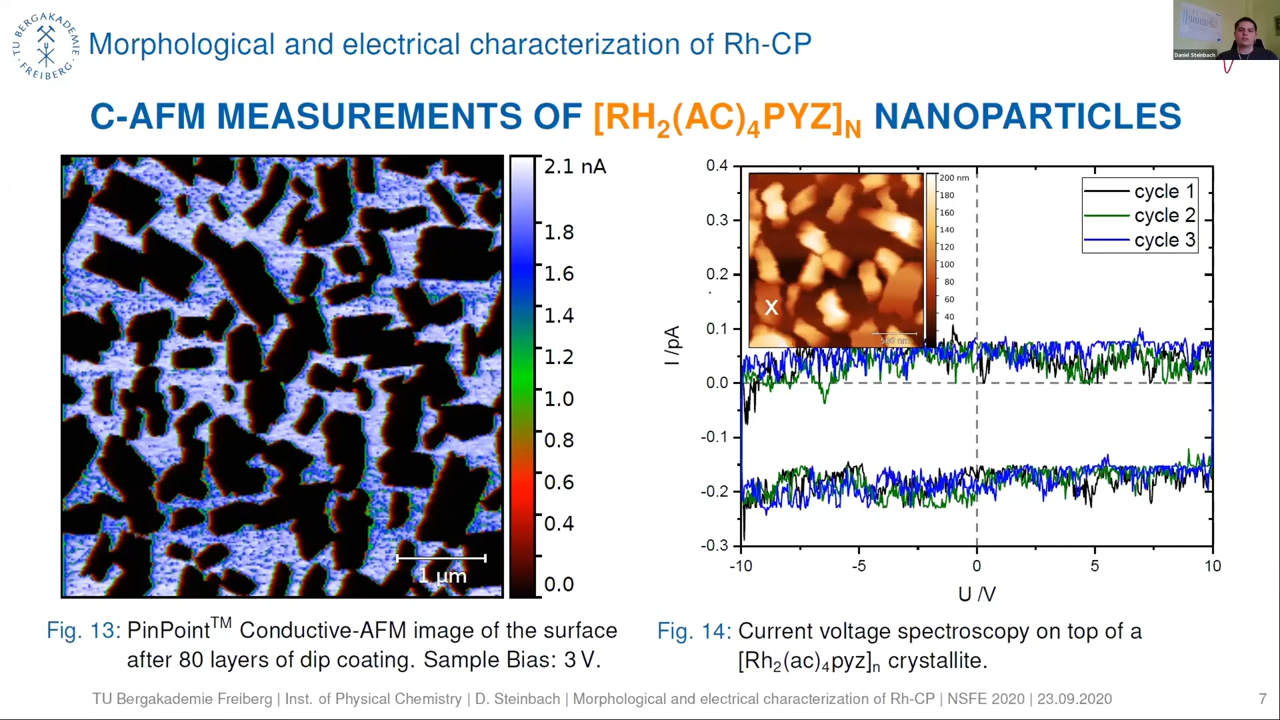 TU BERGAKADEMIE FREIBERG
Morphological and electrical characterization of Rh-CP
Daniel Steinbach
C-AFM MEASUREMENTS OF [RH2(AC)4PYZ]N NANOPARTICLES
2.1 nA
1.8
1.6
1.4
1.2
1.0
0.8
0.6
0.4
0.0
1 µm
0.4
0.3
0.2
0.1
0.0
-0.1
-0.2
-0.3
I /pA
200 nm
180
160
140
120
100
80
60
40
X
cycle 1
cycle 2
cycle 3
-10
-5
0
5
10
U /V
Fig. 13: PinPointTM Conductive-AFM image of the surface
after 80 layers of dip coating. Sample Bias: 3 V.
Fig. 14: Current voltage spectroscopy on top of a
[Rh2(ac)4pyz]n crystallite.
TU Bergakademie Freiberg | Inst. of Physical Chemistry | D. Steinbach | Morphological and electrical characterization of Rh-CP | NSFE 2020 | 23.09.2020
7